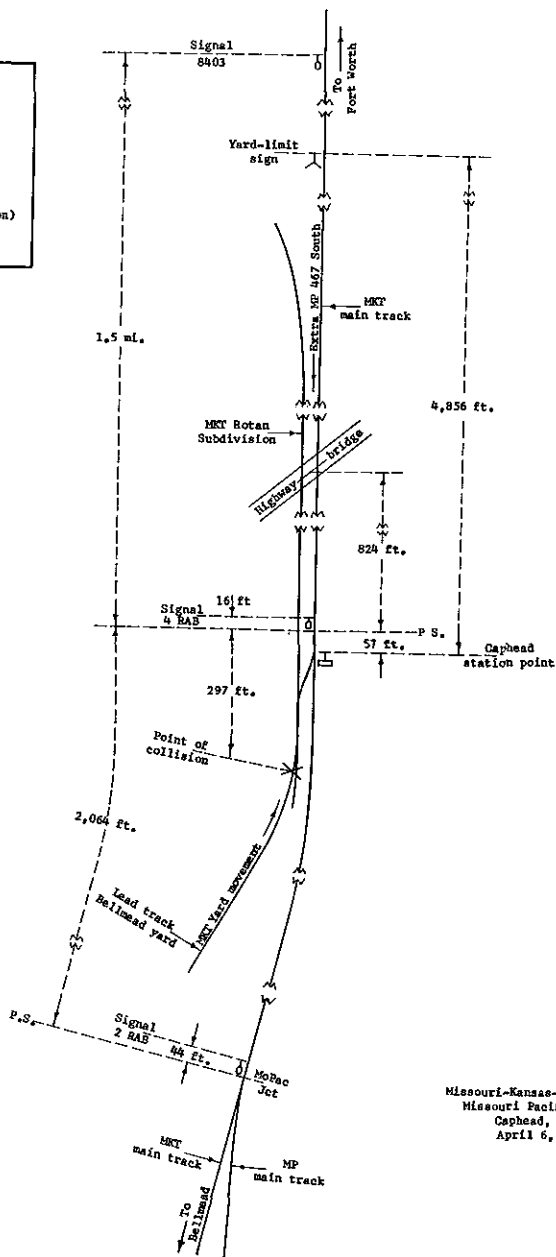 Signal
8403
To
Fort Worth
Yard-limit
sign
on)
Extra MP 467 South
MKT
main track
1.5 mi.
4,856 ft.
MKT Rotan
Subdivision
Highway bridge
824 ft.
16 ft
Signal
4 RAB
P S.
57 ft.
Caphead
station point
297 ft.
Point of
collision
2,064 ft.
MKT Yard movement
Lead track
Bellmead yard
P.S.
Signal
2 RAB
44 ft.
MoPac
Jct
Missouri-Kansas-
Missouri Paci
Caphead,
April 6,
MKT
main track
MP
main track
To
Bellmead